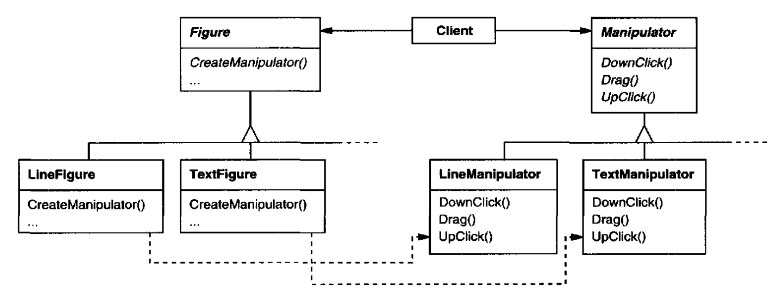 Figure
CreateManipulator()
...
Client
Manipulator
DownClick()
Drag()
UpClick()
LineFigure
CreateManipulator()
...
TextFigure
CreateManipulator()
...
LineManipulator
DownClick()
Drag()
UpClick()
TextManipulator
DownClick()
Drag()
UpClick()